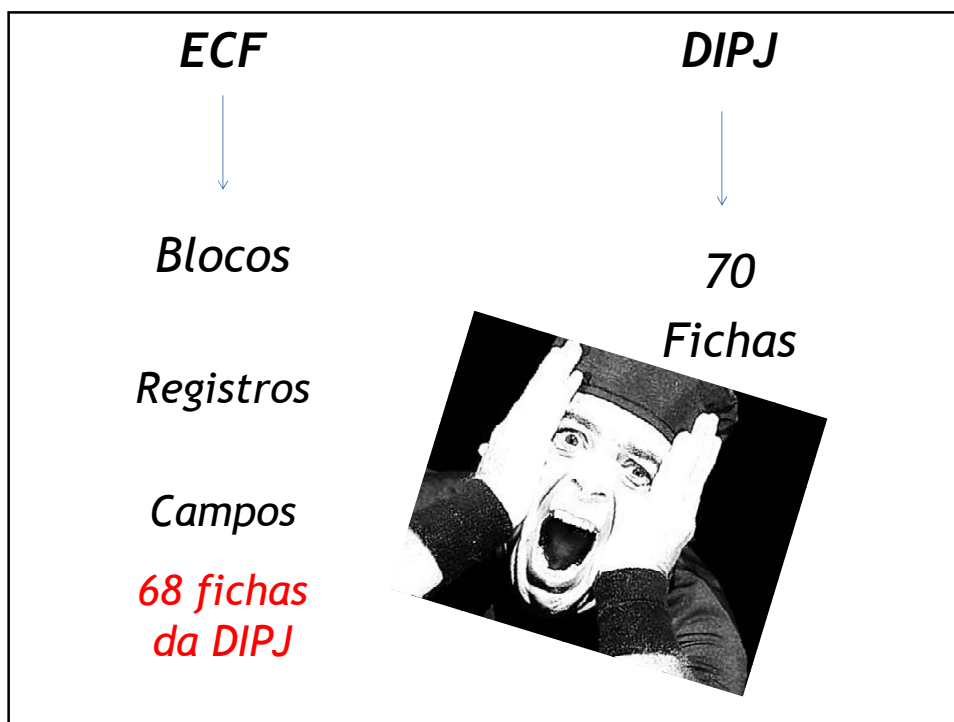 ECF
Blocos
Registros
Campos
68 fichas
da DIPJ
DIPJ
70
Fichas